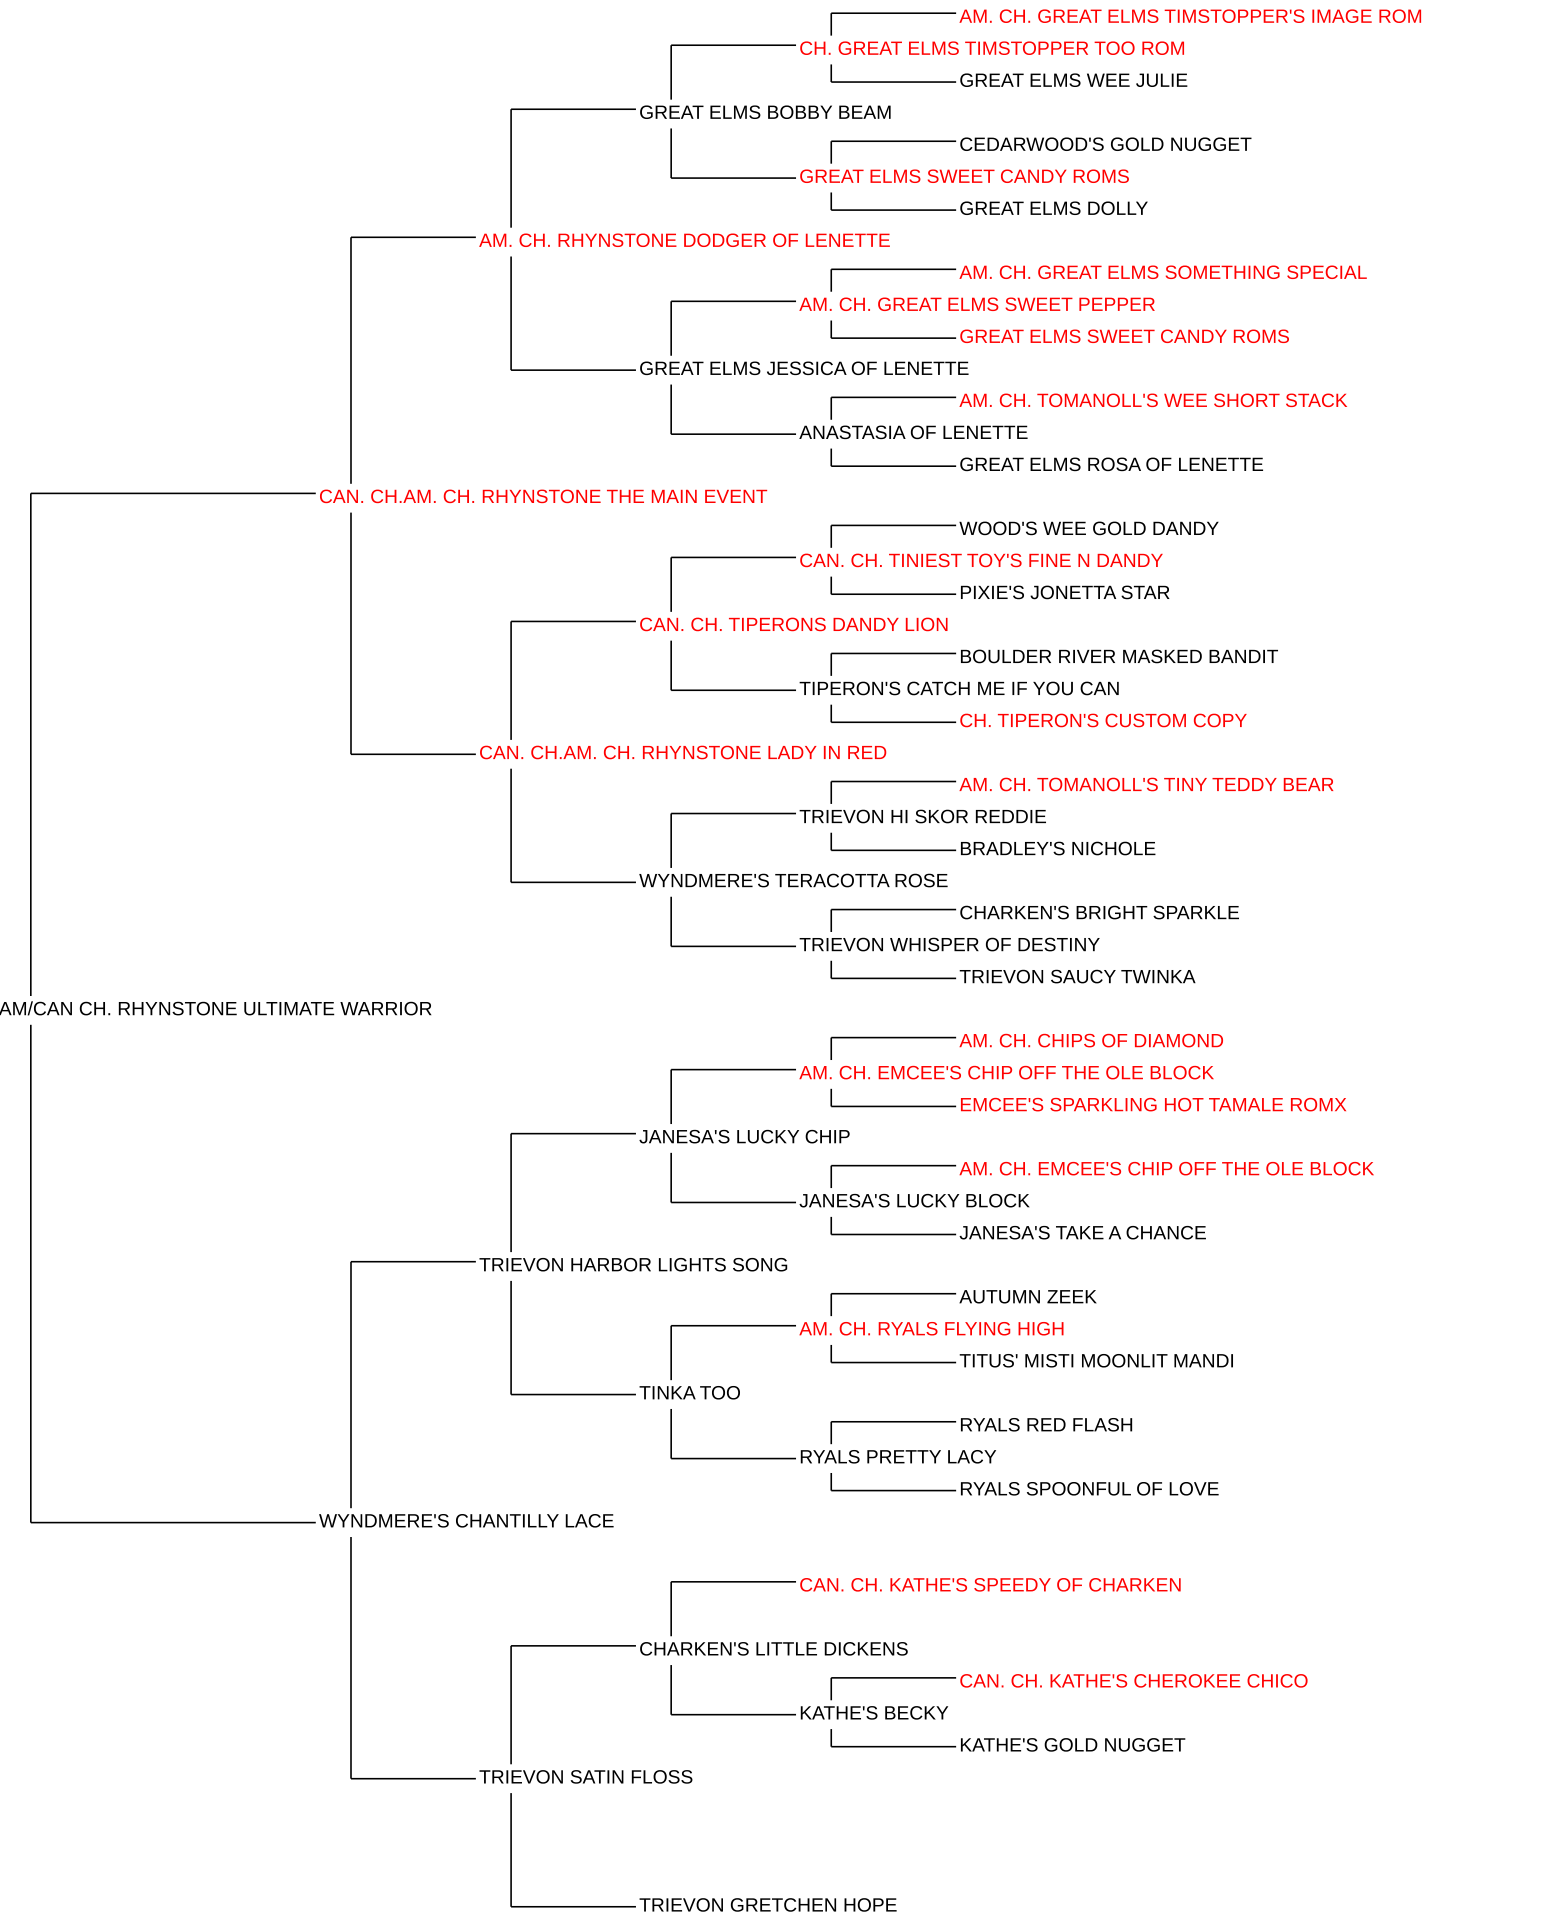 AM. CH. GREAT ELMS TIMSTOPPER'S IMAGE ROM
CH. GREAT ELMS TIMSTOPPER TOO ROM
GREAT ELMS WEE JULIE
GREAT ELMS BOBBY BEAM
CEDARWOOD'S GOLD NUGGET
GREAT ELMS SWEET CANDY ROMS
GREAT ELMS DOLLY
AM. CH. RHYNSTONE DODGER OF LENETTE
AM. CH. GREAT ELMS SOMETHING SPECIAL
AM. CH. GREAT ELMS SWEET PEPPER
GREAT ELMS SWEET CANDY ROMS
GREAT ELMS JESSICA OF LENETTE
AM. CH. TOMANOLL'S WEE SHORT STACK
ANASTASIA OF LENETTE
GREAT ELMS ROSA OF LENETTE
CAN. CH.AM. CH. RHYNSTONE THE MAIN EVENT
WOOD'S WEE GOLD DANDY
CAN. CH. TINIEST TOY'S FINE N DANDY
PIXIE'S JONETTA STAR
CAN. CH. TIPERONS DANDY LION
BOULDER RIVER MASKED BANDIT
TIPERON'S CATCH ME IF YOU CAN
CH. TIPERON'S CUSTOM COPY
CAN. CH.AM. CH. RHYNSTONE LADY IN RED
AM. CH. TOMANOLL'S TINY TEDDY BEAR
TRIEVON HI SKOR REDDIE
BRADLEY'S NICHOLE
WYNDMERE'S TERACOTTA ROSE
CHARKEN'S BRIGHT SPARKLE
TRIEVON WHISPER OF DESTINY
TRIEVON SAUCY TWINKA
AM/CAN CH. RHYNSTONE ULTIMATE WARRIOR
AM. CH. CHIPS OF DIAMOND
AM. CH. EMCEE'S CHIP OFF THE OLE BLOCK
EMCEE'S SPARKLING HOT TAMALE ROMX
JANESA'S LUCKY CHIP
AM. CH. EMCEE'S CHIP OFF THE OLE BLOCK
JANESA'S LUCKY BLOCK
JANESA'S TAKE A CHANCE
TRIEVON HARBOR LIGHTS SONG
AUTUMN ZEEK
AM. CH. RYALS FLYING HIGH
TITUS' MISTI MOONLIT MANDI
TINKA TOO
RYALS RED FLASH
RYALS PRETTY LACY
RYALS SPOONFUL OF LOVE
WYNDMERE'S CHANTILLY LACE
CAN. CH. KATHE'S SPEEDY OF CHARKEN
CHARKEN'S LITTLE DICKENS
CAN. CH. KATHE'S CHEROKEE CHICO
KATHE'S BECKY
KATHE'S GOLD NUGGET
TRIEVON SATIN FLOSS
TRIEVON GRETCHEN HOPE